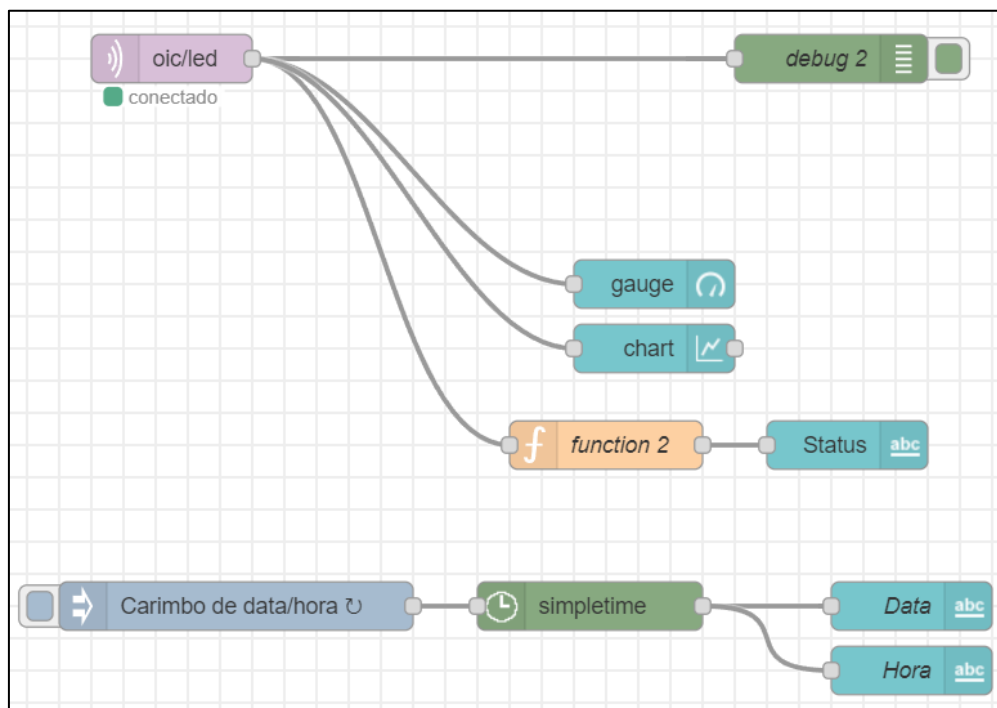 oic/led
debug 2
conectado
gauge
chart
function 2
Status
abc
Carimbo de data/hora ↻
simpletime
Data
abc
Hora
abc